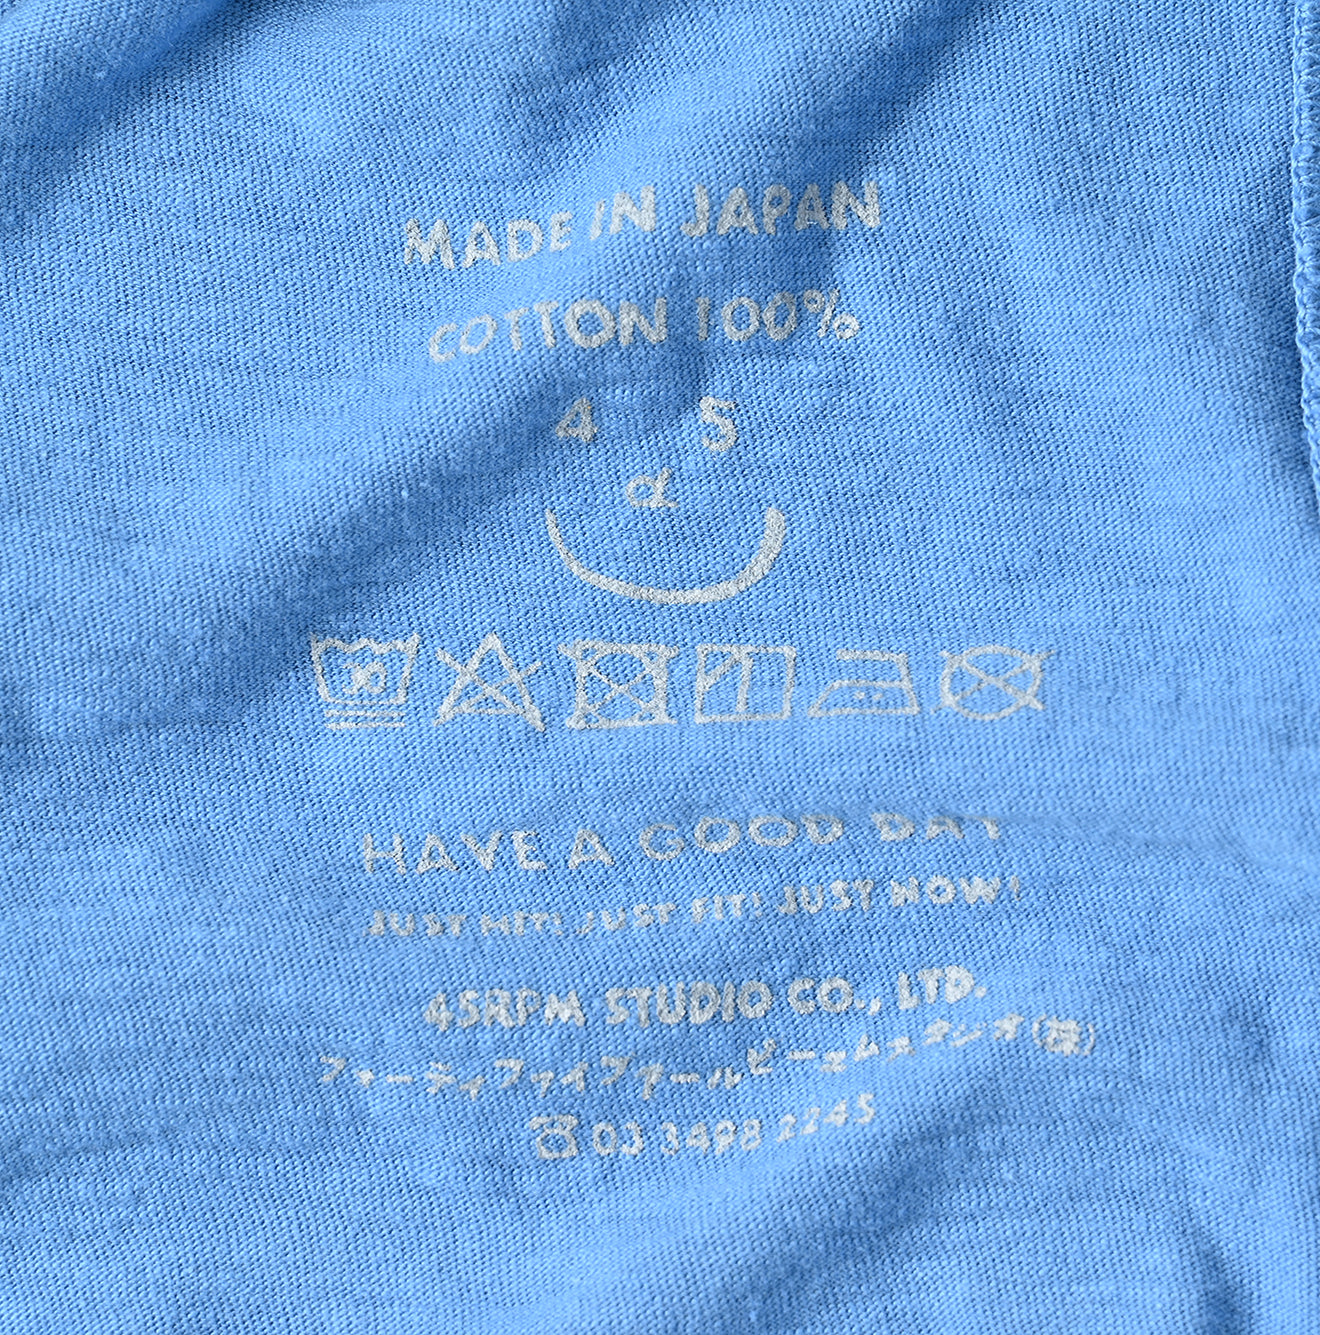 MADE IN JAPAN
COTTON 100%
4 5
α
30
HAVE A GOOD DAY
JUST HIT! JUST FIT! JUST NOW!
45RPM STUDIO CO., LTD.
フォーティファイブアールピーエムスタジオ(株)
☎03 3498 2245